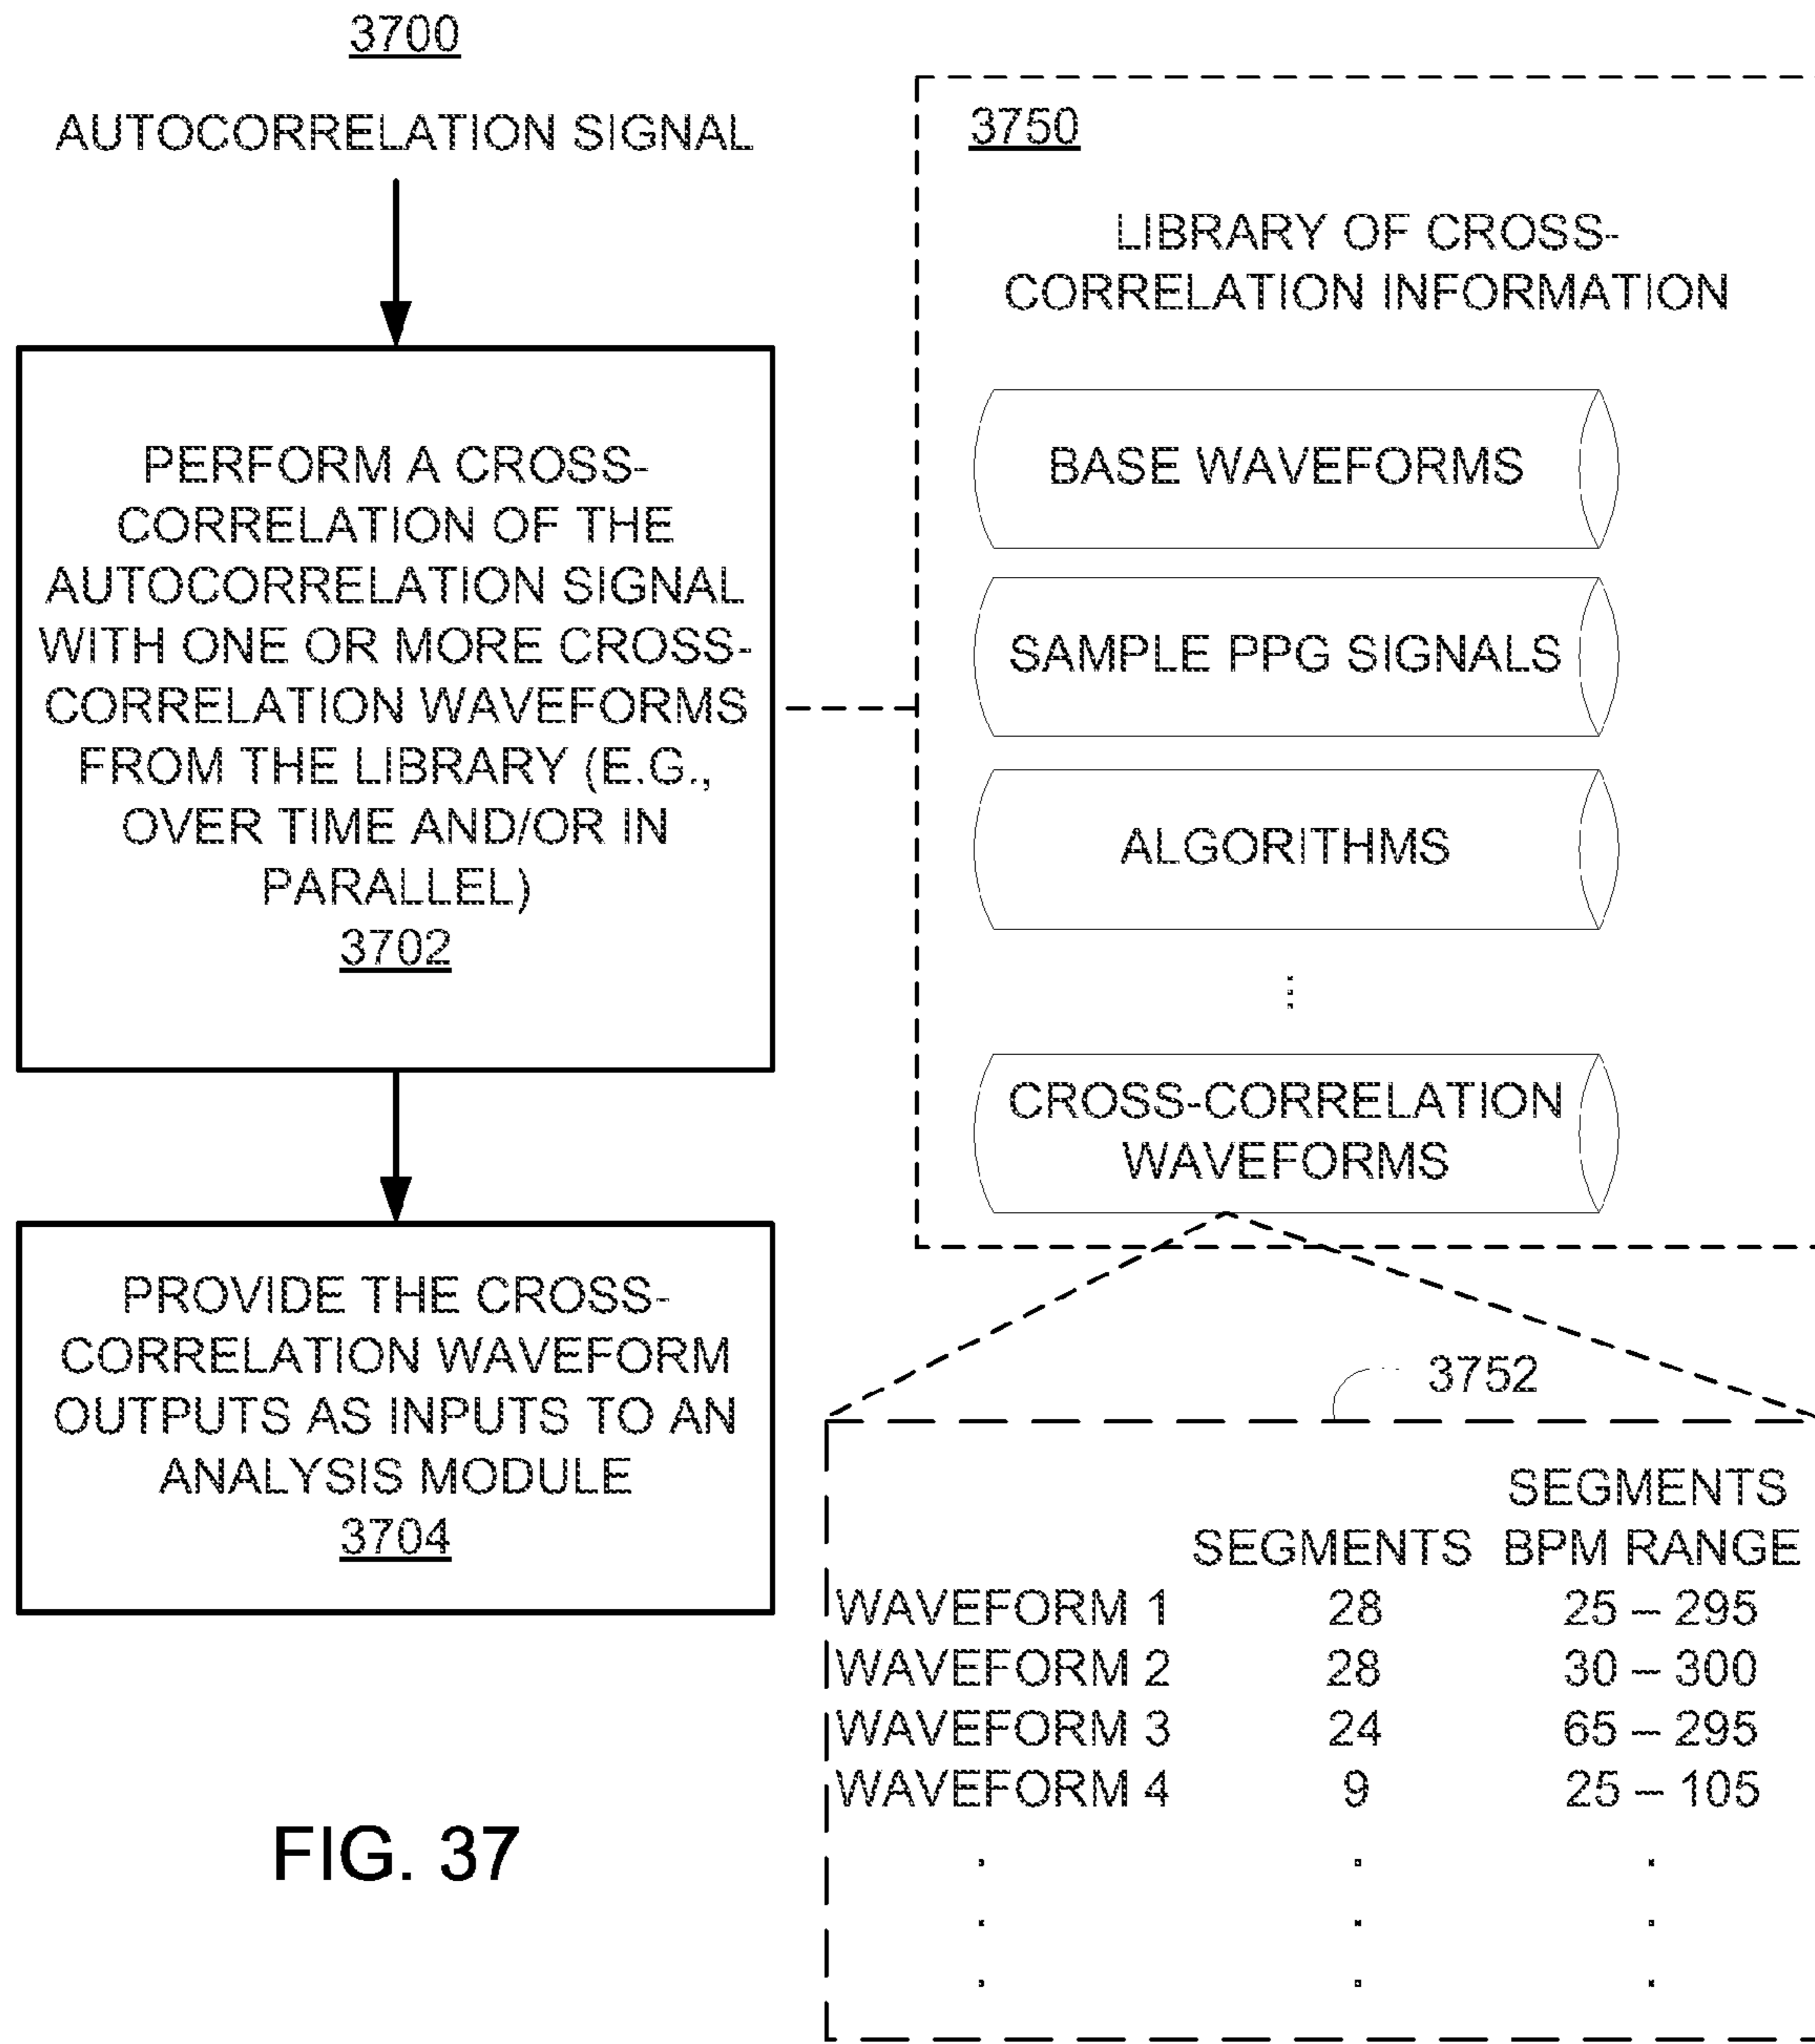 3700
AUTOCORRELATION SIGNAL
PERFORM A CROSS-
CORRELATION OF THE
AUTOCORRELATION SIGNAL
WITH ONE OR MORE CROSS-
CORRELATION WAVEFORMS
FROM THE LIBRARY (E.G.,
OVER TIME AND/OR IN
PARALLEL)
3702
PROVIDE THE CROSS-
CORRELATION WAVEFORM
OUTPUTS AS INPUTS TO AN
ANALYSIS MODULE
3704
3750
LIBRARY OF CROSS-
CORRELATION INFORMATION
BASE WAVEFORMS
SAMPLE PPG SIGNALS
ALGORITHMS
⋮
CROSS-CORRELATION
WAVEFORMS
3752
SEGMENTS
SEGMENTS BPM RANGE
WAVEFORM 1 28 25 – 295
WAVEFORM 2 28 30 – 300
WAVEFORM 3 24 65 – 295
WAVEFORM 4 9 25 – 105
. . .
. . .
. . .
FIG. 37